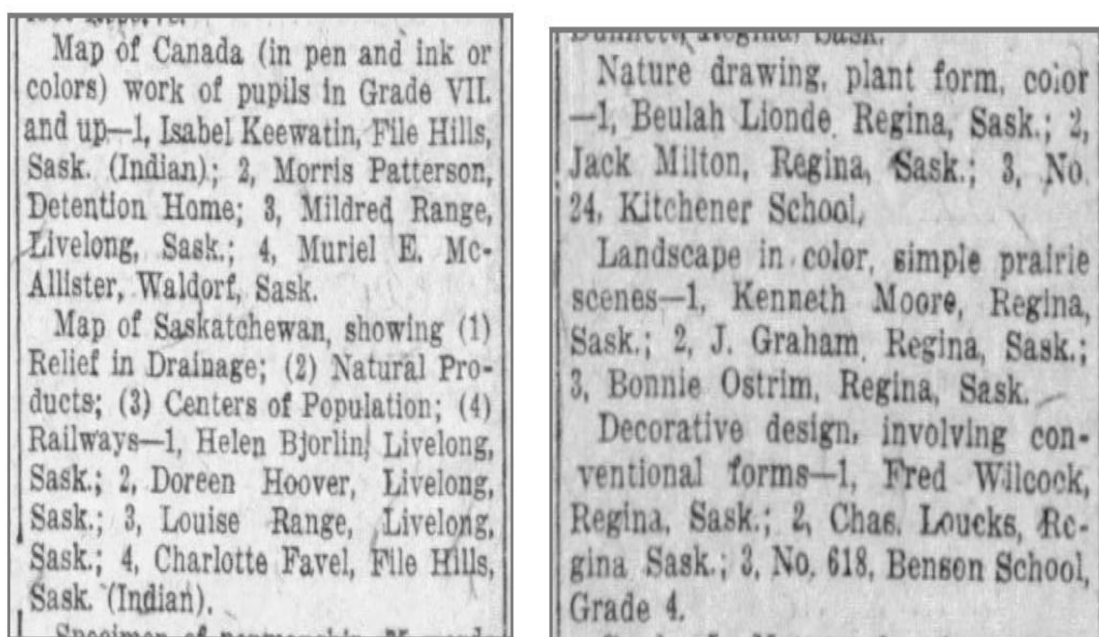 Map of Canada (in pen and ink or
colors) work of pupils in Grade VII.
and up—1, Isabel Keewatin, File Hills,
Sask. (Indian); 2, Morris Patterson,
Detention Home; 3, Mildred Range,
Livelong, Sask.; 4, Muriel E. Mc-
Allister, Waldorf, Sask.
Map of Saskatchewan, showing (1)
Relief in Drainage; (2) Natural Pro-
ducts; (3) Centers of Population; (4)
Railways—1, Helen Bjorlin, Livelong,
Sask.; 2, Doreen Hoover, Livelong,
Sask.; 3, Louise Range, Livelong,
Sask.; 4, Charlotte Favel, File Hills,
Sask. (Indian).
Regina, Sask.
Nature drawing, plant form, color
—1, Beulah Lionde, Regina, Sask.; 2,
Jack Milton, Regina, Sask.; 3, No.
24, Kitchener School.
Landscape in color, simple prairie
scenes—1, Kenneth Moore, Regina,
Sask.; 2, J. Graham, Regina, Sask.;
3, Bonnie Ostrim, Regina, Sask.
Decorative design, involving con-
ventional forms—1, Fred Wilcock,
Regina, Sask.; 2, Chas. Loucks, Re-
gina Sask.; 3, No. 618, Benson School,
Grade 4.